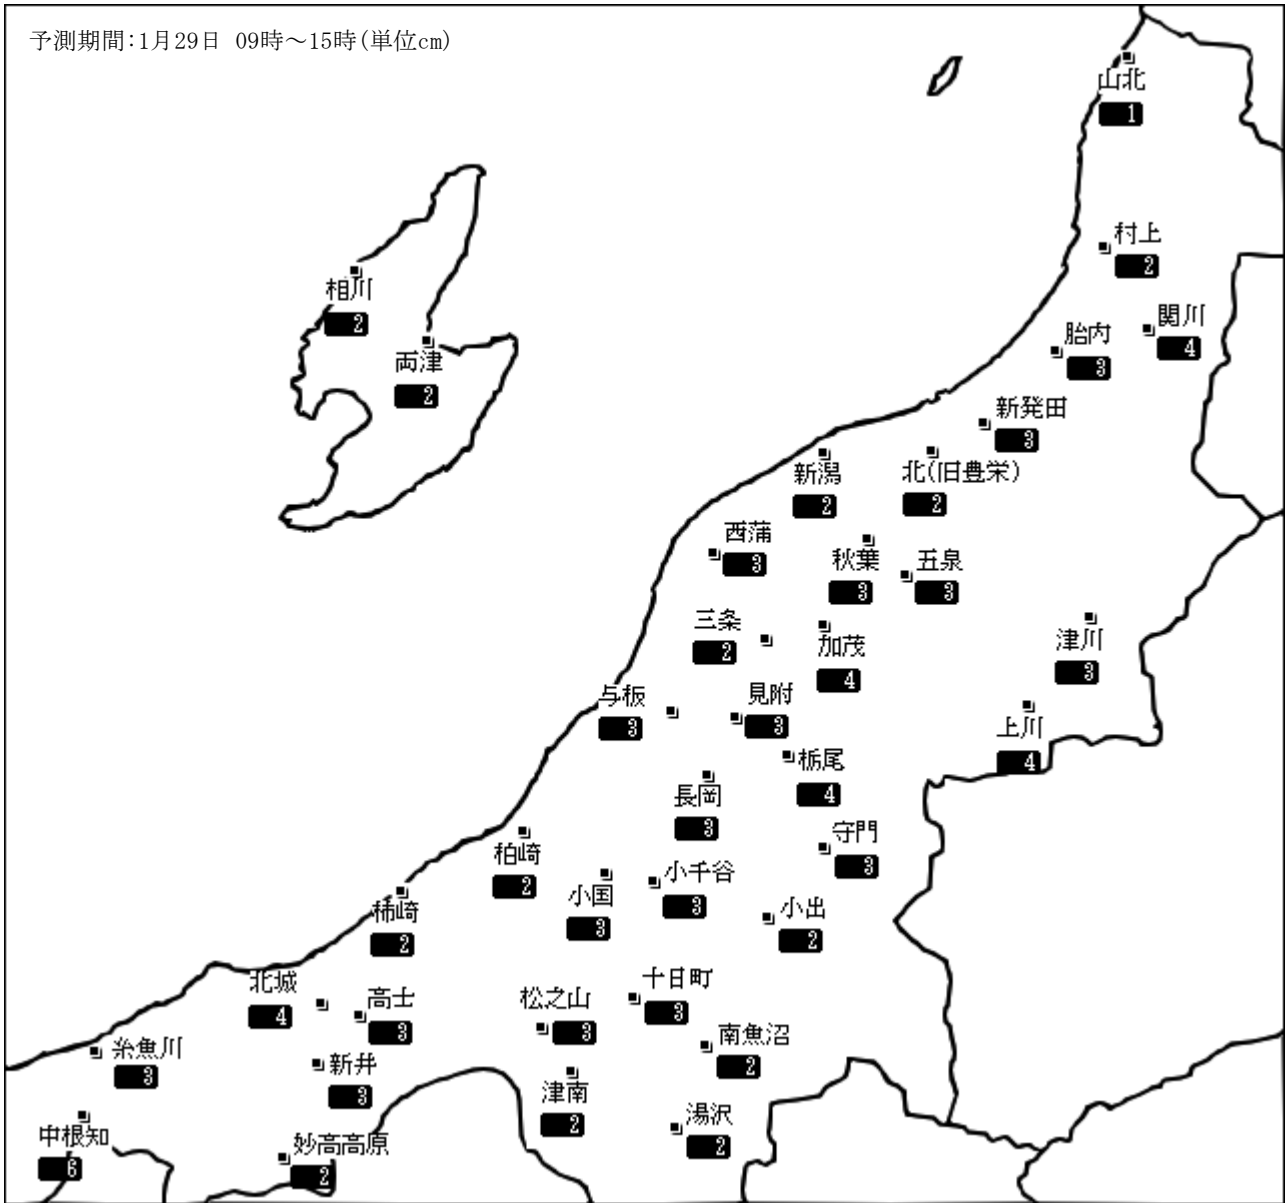 予測期間:1月29日 09時～15時(単位cm)
山北
1
村上
2
相川
2
関川
4
胎内
3
両津
2
新発田
3
新潟
2
北(旧豊栄)
2
西蒲
3
秋葉
3
五泉
3
三条
2
加茂
4
津川
3
与板
3
見附
3
上川
4
栃尾
4
長岡
3
守門
3
柏崎
2
小国
3
小千谷
3
小出
2
柿崎
2
北城
4
高士
3
松之山
3
十日町
3
南魚沼
2
糸魚川
3
新井
3
津南
2
湯沢
2
中根知
6
妙高高原
2